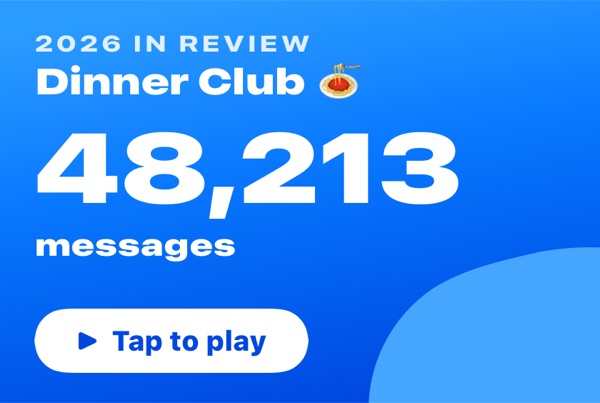 2026 IN REVIEW
Dinner Club 🍝
48,213
messages
Tap to play